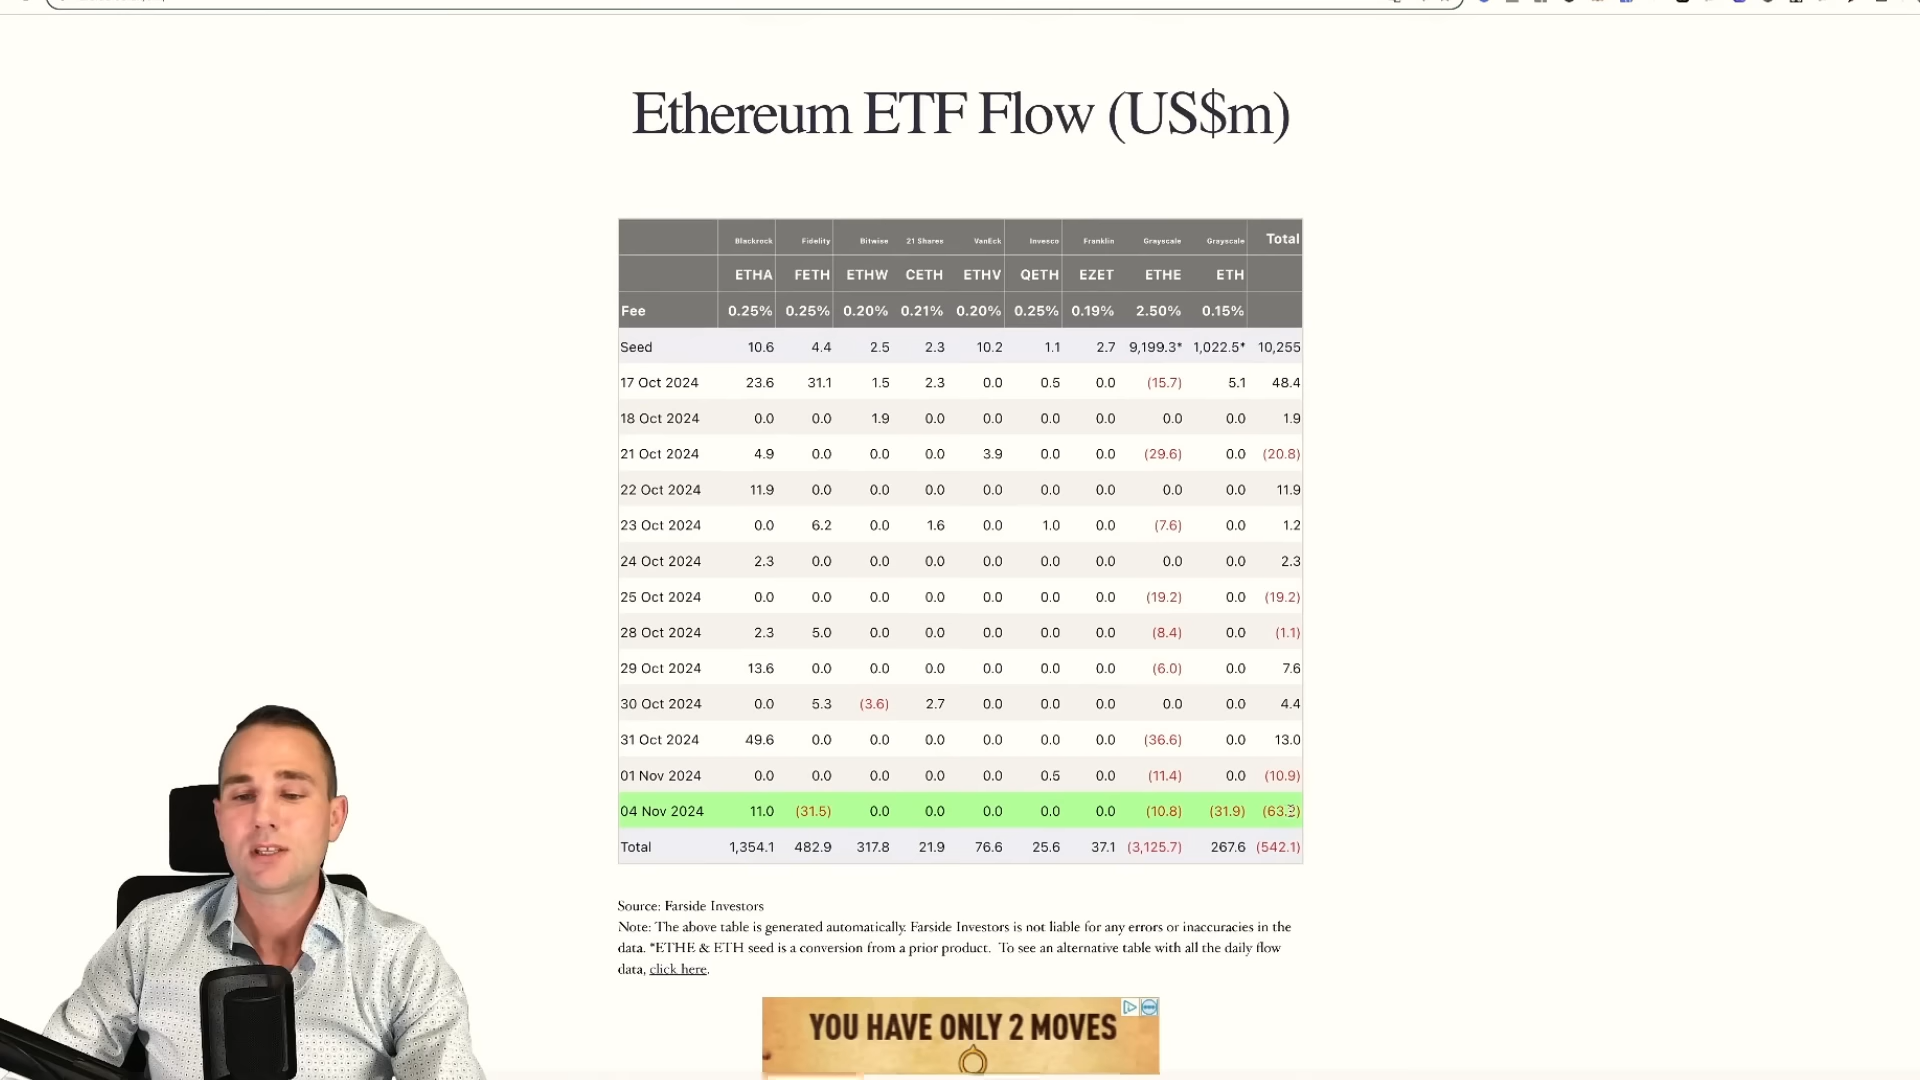 Ethereum ETF Flow (US$m)
Blackrock Fidelity Bitwise 21 Shares VanEck Invesco Franklin Grayscale Grayscale Total
ETHA FETH ETHW CETH ETHV QETH EZET ETHE ETH
Fee 0.25% 0.25% 0.20% 0.21% 0.20% 0.25% 0.19% 2.50% 0.15%
Seed 10.6 4.4 2.5 2.3 10.2 1.1 2.7 9,199.3* 1,022.5* 10,255
17 Oct 2024 23.6 31.1 1.5 2.3 0.0 0.5 0.0 (15.7) 5.1 48.4
18 Oct 2024 0.0 0.0 1.9 0.0 0.0 0.0 0.0 0.0 0.0 1.9
21 Oct 2024 4.9 0.0 0.0 0.0 3.9 0.0 0.0 (29.6) 0.0 (20.8)
22 Oct 2024 11.9 0.0 0.0 0.0 0.0 0.0 0.0 0.0 0.0 11.9
23 Oct 2024 0.0 6.2 0.0 1.6 0.0 1.0 0.0 (7.6) 0.0 1.2
24 Oct 2024 2.3 0.0 0.0 0.0 0.0 0.0 0.0 0.0 0.0 2.3
25 Oct 2024 0.0 0.0 0.0 0.0 0.0 0.0 0.0 (19.2) 0.0 (19.2)
28 Oct 2024 2.3 5.0 0.0 0.0 0.0 0.0 0.0 (8.4) 0.0 (1.1)
29 Oct 2024 13.6 0.0 0.0 0.0 0.0 0.0 0.0 (6.0) 0.0 7.6
30 Oct 2024 0.0 5.3 (3.6) 2.7 0.0 0.0 0.0 0.0 0.0 4.4
31 Oct 2024 49.6 0.0 0.0 0.0 0.0 0.0 0.0 (36.6) 0.0 13.0
01 Nov 2024 0.0 0.0 0.0 0.0 0.0 0.5 0.0 (11.4) 0.0 (10.9)
04 Nov 2024 11.0 (31.5) 0.0 0.0 0.0 0.0 0.0 (10.8) (31.9)
Total 1,354.1 482.9 317.8 21.9 76.6 25.6 37.1 (3,125.7) 267.6 (542.1)
Source: Farside Investors
Note: The above table is generated automatically. Farside Investors is not liable for any errors or inaccuracies in the
data. *ETHE & ETH seed is a conversion from a prior product. To see an alternative table with all the daily flow
data, click here.
YOU HAVE ONLY 2 MOVES